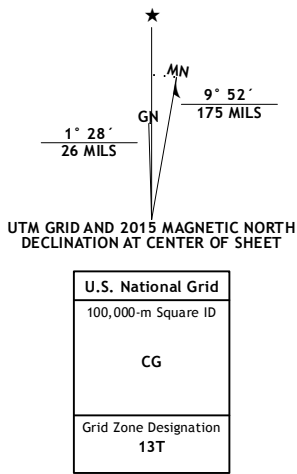 ★
MN
GN
9° 52´
175 MILS
1° 28´
26 MILS
UTM GRID AND 2015 MAGNETIC NORTH
DECLINATION AT CENTER OF SHEET
U.S. National Grid
100,000-m Square ID
CG
Grid Zone Designation
13T